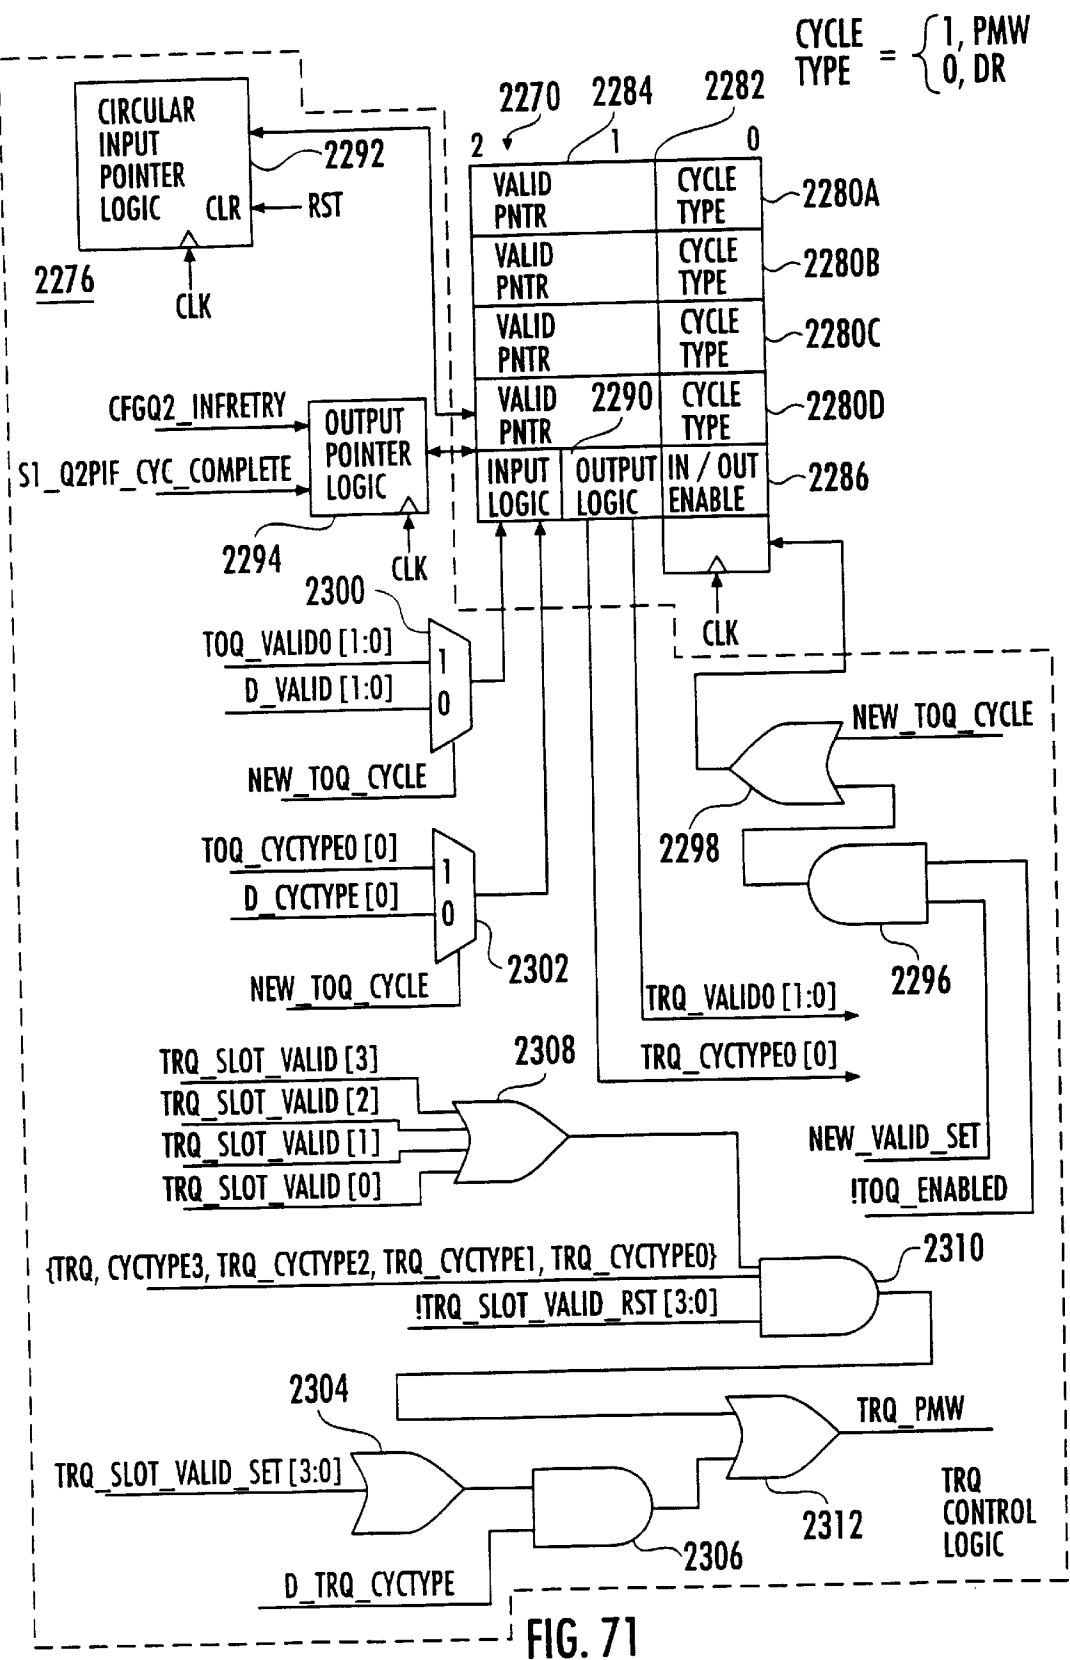 CYCLE TYPE = { 1, PMW
0, DR
CIRCULAR
INPUT
POINTER
LOGIC
CLR
RST
2292
CLK
2276
2270
2284
2282
2
1
0
VALID PNTR
CYCLE TYPE
2280A
VALID PNTR
CYCLE TYPE
2280B
VALID PNTR
CYCLE TYPE
2280C
VALID PNTR
2290
CYCLE TYPE
2280D
INPUT LOGIC
OUTPUT LOGIC
IN / OUT ENABLE
2286
CLK
CFGQ2_INFRETRY
S1_Q2PIF_CYC_COMPLETE
OUTPUT
POINTER
LOGIC
2294
CLK
2300
TOQ_VALID0 [1:0]
1
D_VALID [1:0]
0
NEW_TOQ_CYCLE
NEW_TOQ_CYCLE
2298
TOQ_CYCTYPE0 [0]
1
D_CYCTYPE [0]
0
2302
NEW_TOQ_CYCLE
2296
TRQ_VALID0 [1:0]
TRQ_CYCTYPE0 [0]
NEW_VALID_SET
!TOQ_ENABLED
TRQ_SLOT_VALID [3]
TRQ_SLOT_VALID [2]
TRQ_SLOT_VALID [1]
TRQ_SLOT_VALID [0]
2308
{TRQ, CYCTYPE3, TRQ_CYCTYPE2, TRQ_CYCTYPE1, TRQ_CYCTYPE0}
!TRQ_SLOT_VALID_RST [3:0]
2310
2304
TRQ_SLOT_VALID_SET [3:0]
D_TRQ_CYCTYPE
2306
2312
TRQ_PMW
TRQ
CONTROL
LOGIC
FIG. 71